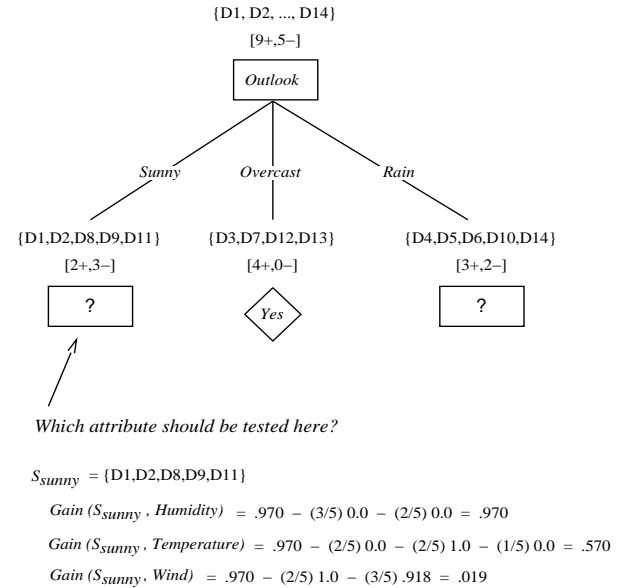 {D1, D2, ..., D14}
[9+,5−]
Outlook
Sunny Overcast Rain
{D1,D2,D8,D9,D11} {D3,D7,D12,D13} {D4,D5,D6,D10,D14}
[2+,3−] [4+,0−] [3+,2−]
? Yes ?
Which attribute should be tested here?
Ssunny = {D1,D2,D8,D9,D11}
Gain (Ssunny , Humidity) = .970 − (3/5) 0.0 − (2/5) 0.0 = .970
Gain (Ssunny , Temperature) = .970 − (2/5) 0.0 − (2/5) 1.0 − (1/5) 0.0 = .570
Gain (Ssunny , Wind) = .970 − (2/5) 1.0 − (3/5) .918 = .019